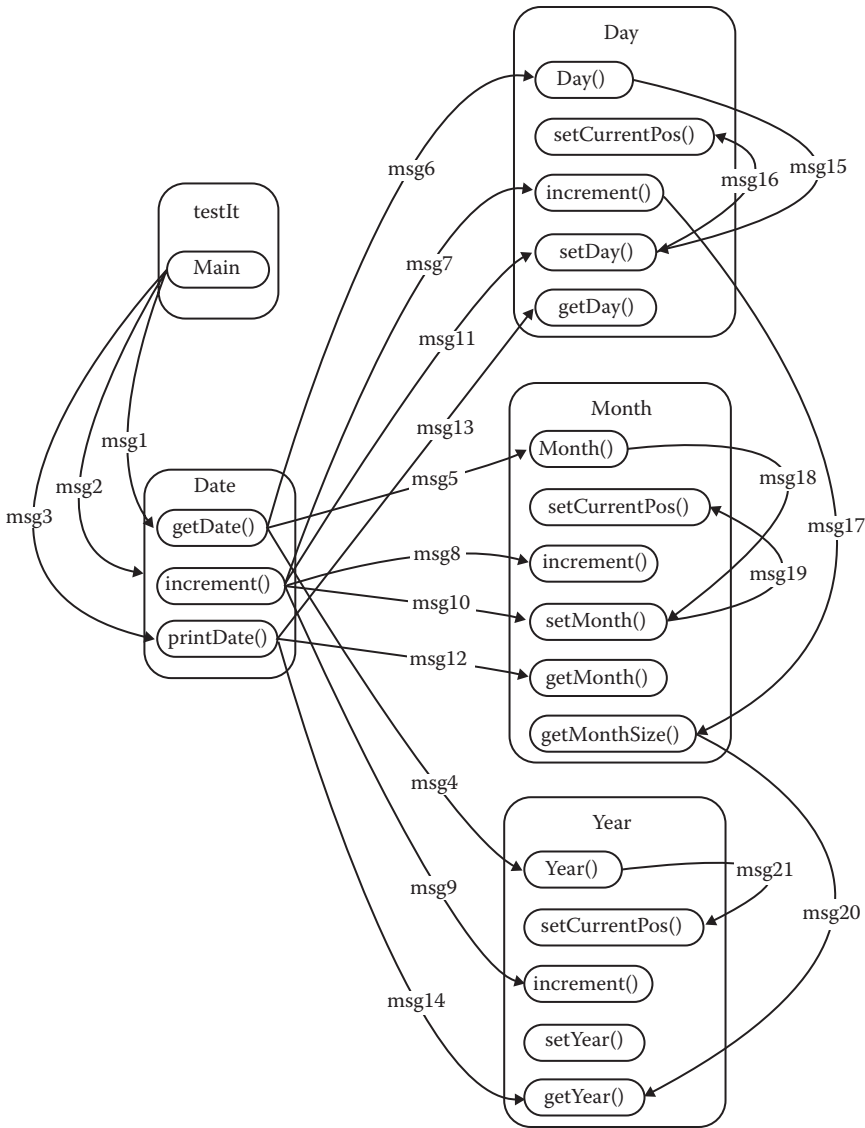 Day
Day()
setCurrentPos()
increment()
setDay()
getDay()
msg15
msg16
msg6
msg7
msg11
msg13
testIt
Main
msg1
msg2
msg3
Date
getDate()
increment()
printDate()
msg5
msg8
msg10
msg12
Month
Month()
setCurrentPos()
increment()
setMonth()
getMonth()
getMonthSize()
msg18
msg17
msg19
msg4
msg9
msg14
Year
Year()
setCurrentPos()
increment()
setYear()
getYear()
msg21
msg20